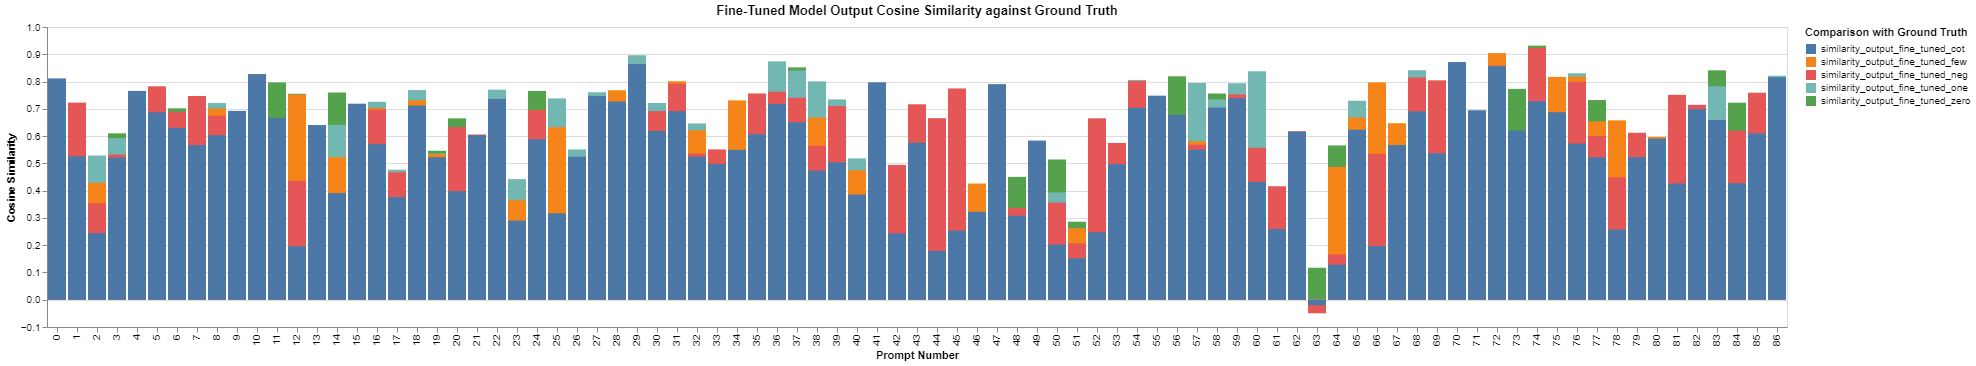 Fine-Tuned Model Output Cosine Similarity against Ground Truth
Comparison with Ground Truth
similarity_output_fine_tuned_cot
similarity_output_fine_tuned_few
similarity_output_fine_tuned_neg
similarity_output_fine_tuned_one
similarity_output_fine_tuned_zero
Cosine Similarity
1.0
0.9
0.8
0.7
0.6
0.5
0.4
0.3
0.2
0.1
0.0
−0.1
0 1 2 3 4 5 6 7 8 9 10 11 12 13 14 15 16 17 18 19 20 21 22 23 24 25 26 27 28 29 30 31 32 33 34 35 36 37 38 39 40 41 42 43 44 45 46 47 48 49 50 51 52 53 54 55 56 57 58 59 60 61 62 63 64 65 66 67 68 69 70 71 72 73 74 75 76 77 78 79 80 81 82 83 84 85 86
Prompt Number